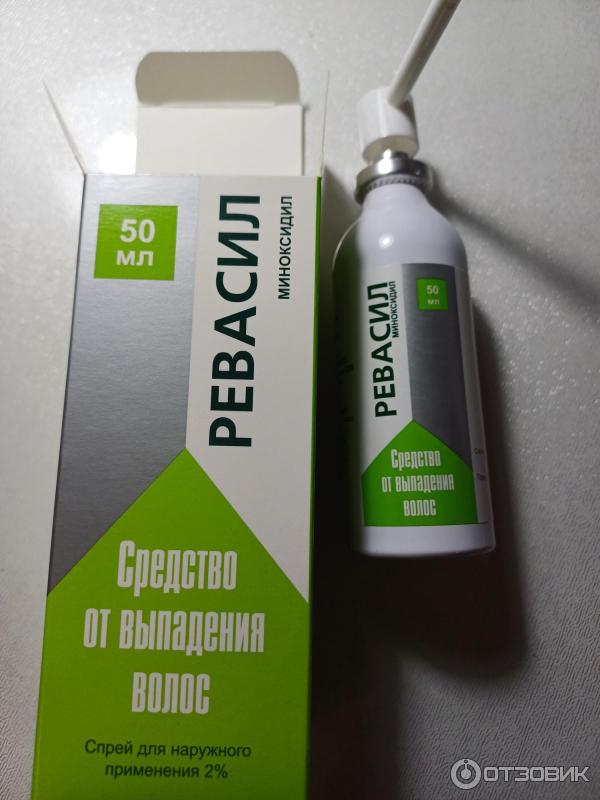 50
мл
РЕВАСИЛ
МИНОКСИДИЛ
Средство
от выпадения
волос
Спрей для наружного
применения 2%
50
мл
РЕВАСИЛ
МИНОКСИДИЛ
Средство
от выпадения
волос
ОТЗОВИК